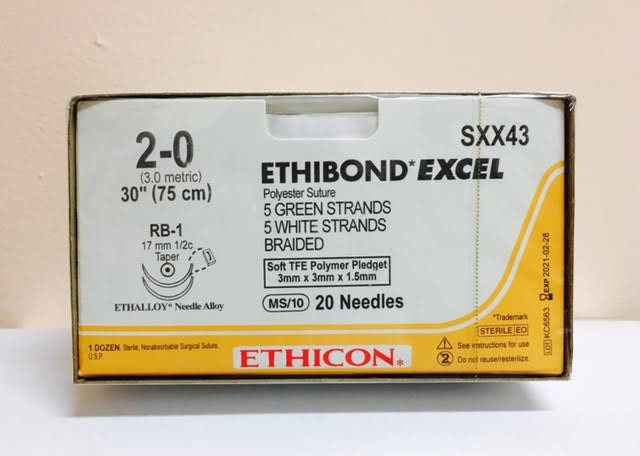 2-0
(3.0 metric)
30" (75 cm)
RB-1
17 mm 1/2c
Taper
ETHALLOY* Needle Alloy
SXX43
ETHIBOND* EXCEL
Polyester Suture
5 GREEN STRANDS
5 WHITE STRANDS
BRAIDED
Soft TFE Polymer Pledget
3mm x 3mm x 1.5mm
MS/10 20 Needles
EXP 2021-02-28
LOT KC6563
*Trademark
STERILE EO
See instructions for use
2 Do not reuse/resterilize.
1 DOZEN. Sterile, Nonabsorbable Surgical Suture.
U.S.P.
ETHICON*